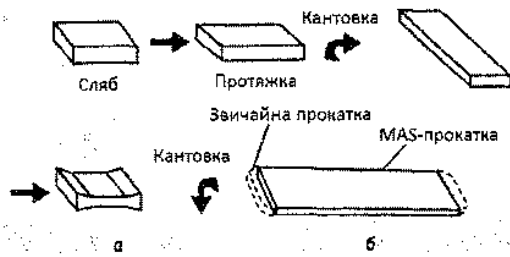 Кантовка
Сляб
Протяжка
Звичайна прокатка
MAS-прокатка
Кантовка
а
б